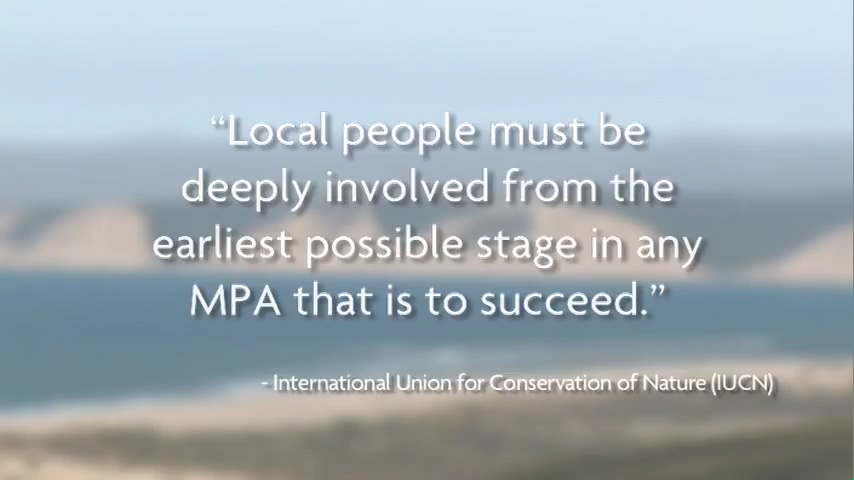 “Local people must be
deeply involved from the
earliest possible stage in any
MPA that is to succeed.”
- International Union for Conservation of Nature (IUCN)